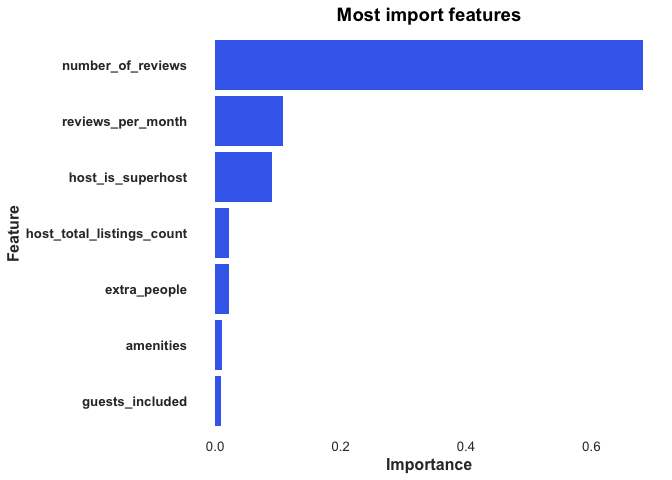 Most import features
number_of_reviews
reviews_per_month
host_is_superhost
host_total_listings_count
extra_people
amenities
guests_included
Feature
0.0 0.2 0.4 0.6
Importance